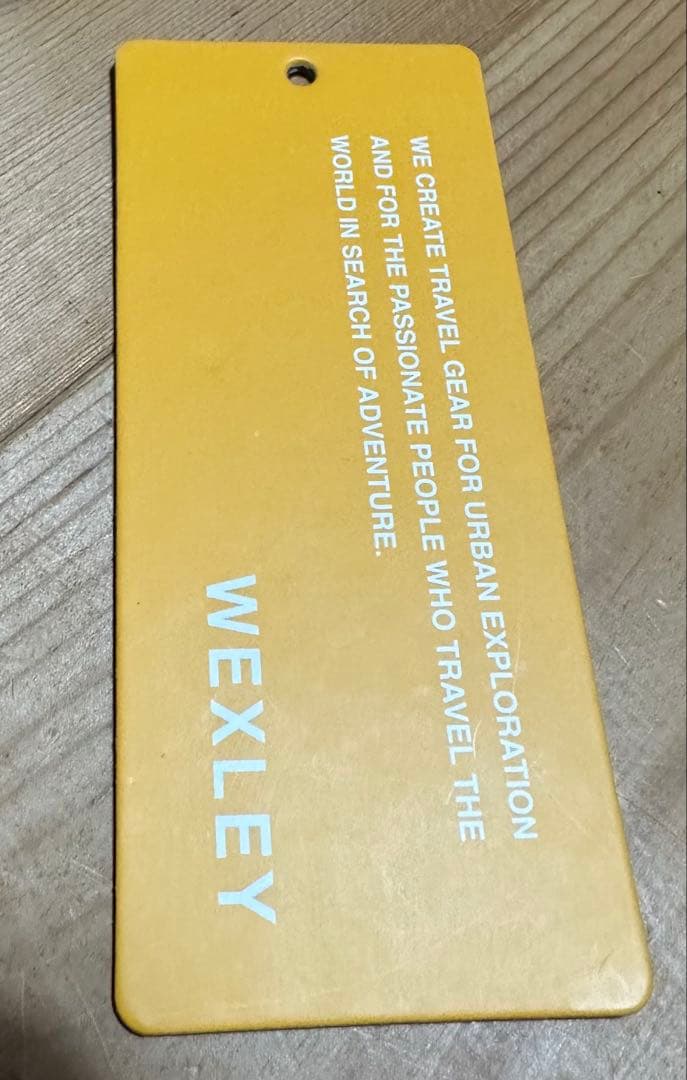 WE CREATE TRAVEL GEAR FOR URBAN EXPLORATION
AND FOR THE PASSIONATE PEOPLE WHO TRAVEL THE
WORLD IN SEARCH OF ADVENTURE.
WEXLEY